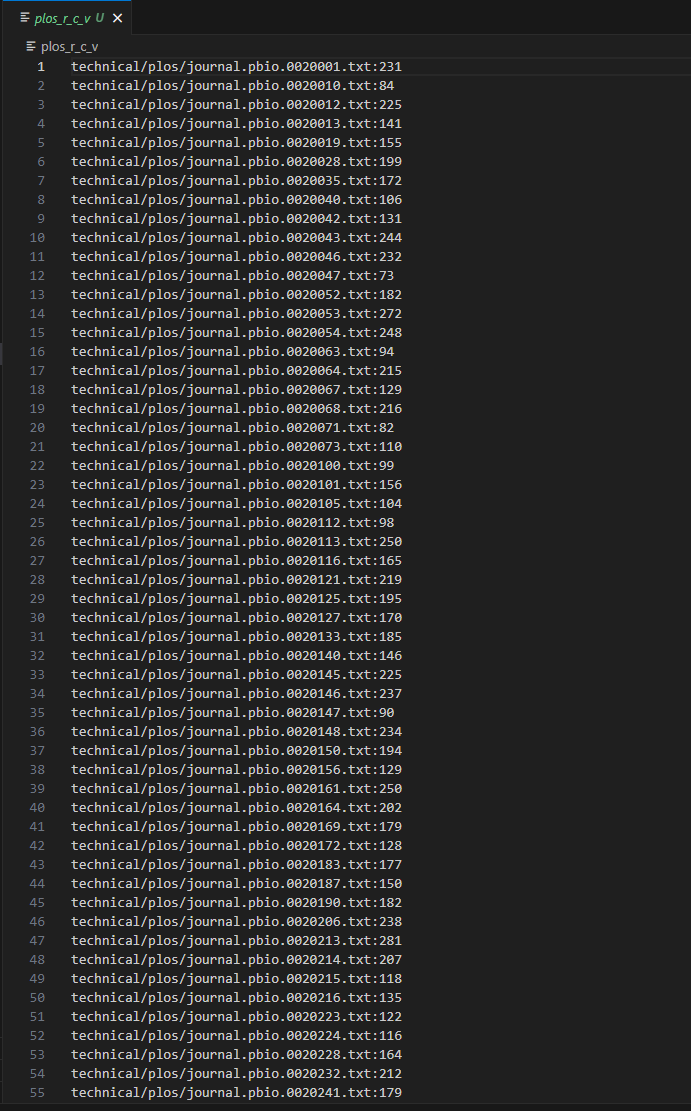 plos_r_c_v U
plos_r_c_v
1 technical/plos/journal.pbio.0020001.txt:231
2 technical/plos/journal.pbio.0020010.txt:84
3 technical/plos/journal.pbio.0020012.txt:225
4 technical/plos/journal.pbio.0020013.txt:141
5 technical/plos/journal.pbio.0020019.txt:155
6 technical/plos/journal.pbio.0020028.txt:199
7 technical/plos/journal.pbio.0020035.txt:172
8 technical/plos/journal.pbio.0020040.txt:106
9 technical/plos/journal.pbio.0020042.txt:131
10 technical/plos/journal.pbio.0020043.txt:244
11 technical/plos/journal.pbio.0020046.txt:232
12 technical/plos/journal.pbio.0020047.txt:73
13 technical/plos/journal.pbio.0020052.txt:182
14 technical/plos/journal.pbio.0020053.txt:272
15 technical/plos/journal.pbio.0020054.txt:248
16 technical/plos/journal.pbio.0020063.txt:94
17 technical/plos/journal.pbio.0020064.txt:215
18 technical/plos/journal.pbio.0020067.txt:129
19 technical/plos/journal.pbio.0020068.txt:216
20 technical/plos/journal.pbio.0020071.txt:82
21 technical/plos/journal.pbio.0020073.txt:110
22 technical/plos/journal.pbio.0020100.txt:99
23 technical/plos/journal.pbio.0020101.txt:156
24 technical/plos/journal.pbio.0020105.txt:104
25 technical/plos/journal.pbio.0020112.txt:98
26 technical/plos/journal.pbio.0020113.txt:250
27 technical/plos/journal.pbio.0020116.txt:165
28 technical/plos/journal.pbio.0020121.txt:219
29 technical/plos/journal.pbio.0020125.txt:195
30 technical/plos/journal.pbio.0020127.txt:170
31 technical/plos/journal.pbio.0020133.txt:185
32 technical/plos/journal.pbio.0020140.txt:146
33 technical/plos/journal.pbio.0020145.txt:225
34 technical/plos/journal.pbio.0020146.txt:237
35 technical/plos/journal.pbio.0020147.txt:90
36 technical/plos/journal.pbio.0020148.txt:234
37 technical/plos/journal.pbio.0020150.txt:194
38 technical/plos/journal.pbio.0020156.txt:129
39 technical/plos/journal.pbio.0020161.txt:250
40 technical/plos/journal.pbio.0020164.txt:202
41 technical/plos/journal.pbio.0020169.txt:179
42 technical/plos/journal.pbio.0020172.txt:128
43 technical/plos/journal.pbio.0020183.txt:177
44 technical/plos/journal.pbio.0020187.txt:150
45 technical/plos/journal.pbio.0020190.txt:182
46 technical/plos/journal.pbio.0020206.txt:238
47 technical/plos/journal.pbio.0020213.txt:281
48 technical/plos/journal.pbio.0020214.txt:207
49 technical/plos/journal.pbio.0020215.txt:118
50 technical/plos/journal.pbio.0020216.txt:135
51 technical/plos/journal.pbio.0020223.txt:122
52 technical/plos/journal.pbio.0020224.txt:116
53 technical/plos/journal.pbio.0020228.txt:164
54 technical/plos/journal.pbio.0020232.txt:212
55 technical/plos/journal.pbio.0020241.txt:179